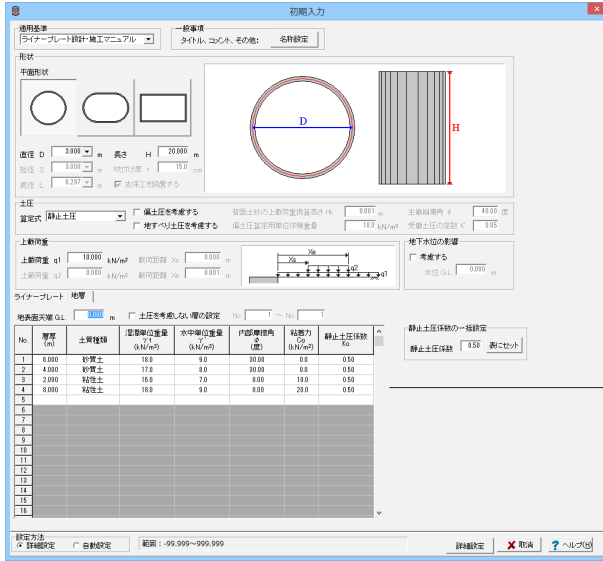 初期入力
適用基準
ライナープレート設計・施工マニュアル
一般事項
タイトル、コメント、その他: 名称設定
形状
平面形状
D
H
直径 D 3.000 m 長さ H 20.000 m
短径 S 3.000 m 吹付け厚 t 15.0 cm
長径 L 6.297 m 支保工を設置する
土圧
算定式 静止土圧
偏土圧を考慮する
地すべり土圧を考慮する
背面土砂の上載荷重換算高さ Hk 0.001 m
偏土圧算定用単位体積重量 18.0 kN/m³
主働崩壊角 θ 40.00 度
受働土圧の定数 K' 0.85
上載荷重
上載荷重 q1 10.000 kN/m² 載荷距離 Xs 0.000 m
上載荷重 q2 0.000 kN/m² 載荷距離 Xe 0.001 m
Xe
Xs
q2
q1
地下水位の影響
考慮する
水位 G.L. 0.000 m
ライナープレート 地層
地表面天端 G.L. 0.000 m 土圧を考慮しない層の設定 No. 1 ～ No. 1
No. 層厚 (m) 土質種類 湿潤単位重量 γt (kN/m³) 水中単位重量 γ' (kN/m³) 内部摩擦角 φ (度) 粘着力 Co (kN/m²) 静止土圧係数 Ko
1 6.000 砂質土 18.0 9.0 30.00 0.0 0.50
2 4.000 砂質土 17.0 8.0 30.00 0.0 0.50
3 2.000 粘性土 16.0 7.0 0.00 10.0 0.50
4 8.000 粘性土 18.0 9.0 0.00 20.0 0.50
5
6
7
8
9
10
11
12
13
14
15
16
静止土圧係数の一括設定
静止土圧係数 0.50 表にセット
設定方法
詳細設定 自動設定
範囲：-99.999～999.999
詳細設定 取消 ヘルプ(H)